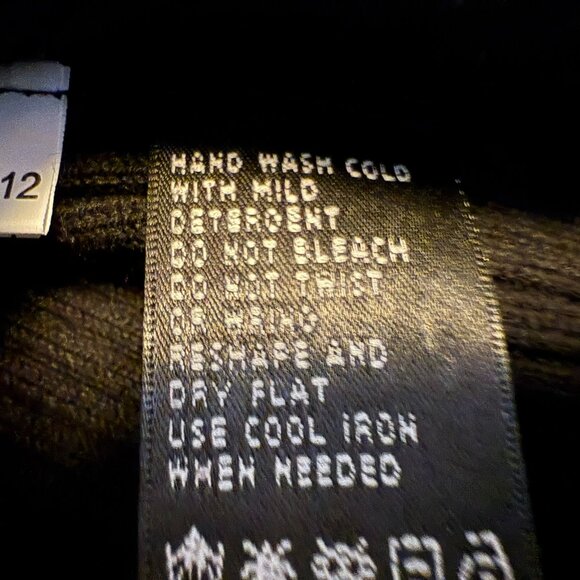 12
HAND WASH COLD
WITH MILD
DETERGENT
DO NOT BLEACH
DO NOT TWIST
OR WRING
RESHAPE AND
DRY FLAT
USE COOL IRON
WHEN NEEDED